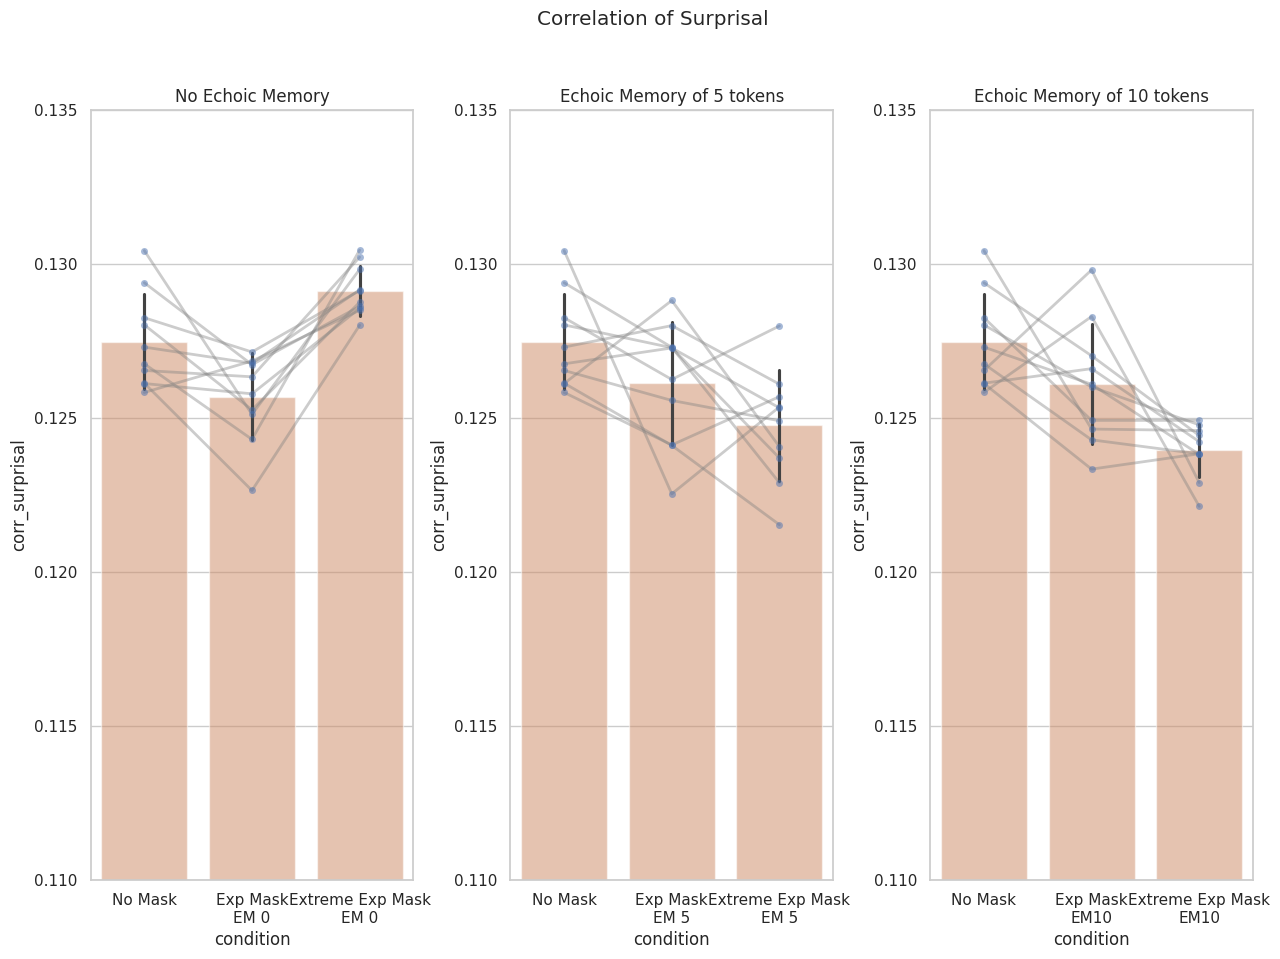 Correlation of Surprisal
No Echoic Memory
0.135
0.130
0.125
0.120
0.115
0.110
corr_surprisal
No Mask
Exp Mask
EM 0
Extreme Exp Mask
EM 0
condition
Echoic Memory of 5 tokens
0.135
0.130
0.125
0.120
0.115
0.110
corr_surprisal
No Mask
Exp Mask
EM 5
Extreme Exp Mask
EM 5
condition
Echoic Memory of 10 tokens
0.135
0.130
0.125
0.120
0.115
0.110
corr_surprisal
No Mask
Exp Mask
EM10
Extreme Exp Mask
EM10
condition